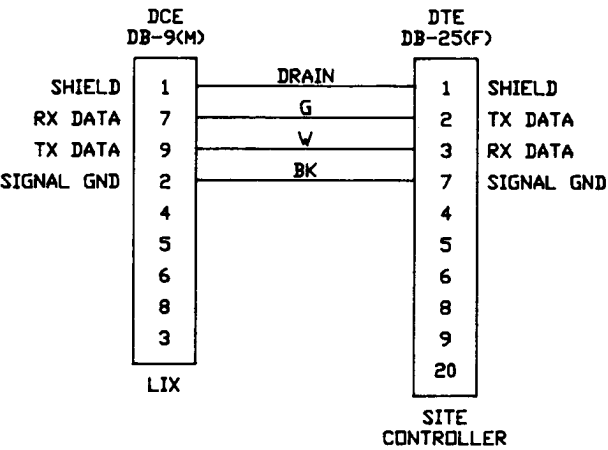 DCE DTE
DB-9(M) DB-25(F)
SHIELD 1 DRAIN 1 SHIELD
RX DATA 7 G 2 TX DATA
TX DATA 9 W 3 RX DATA
SIGNAL GND 2 BK 7 SIGNAL GND
4 4
5 5
6 6
8 8
3 9
20
LIX
SITE
CONTROLLER